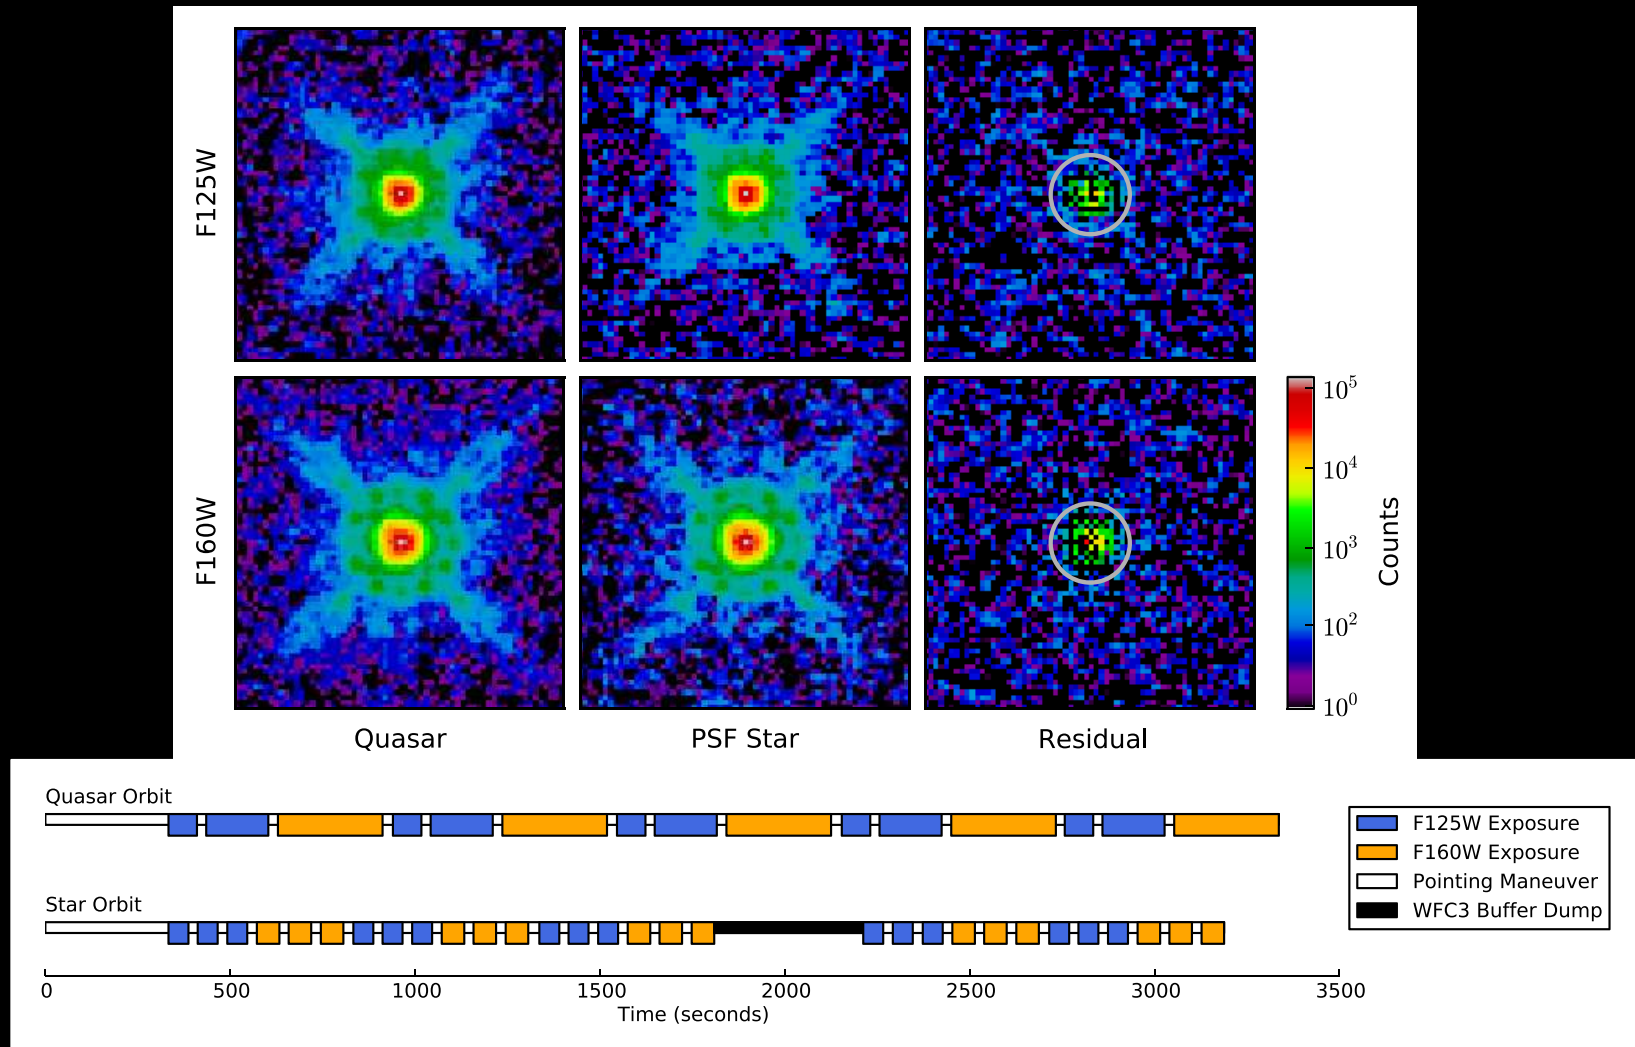 F125W
F160W
10^5
10^4
10^3
10^2
10^0
Counts
Quasar
PSF Star
Residual
Quasar Orbit
Star Orbit
F125W Exposure
F160W Exposure
Pointing Maneuver
WFC3 Buffer Dump
0
500
1000
1500
2000
2500
3000
3500
Time (seconds)